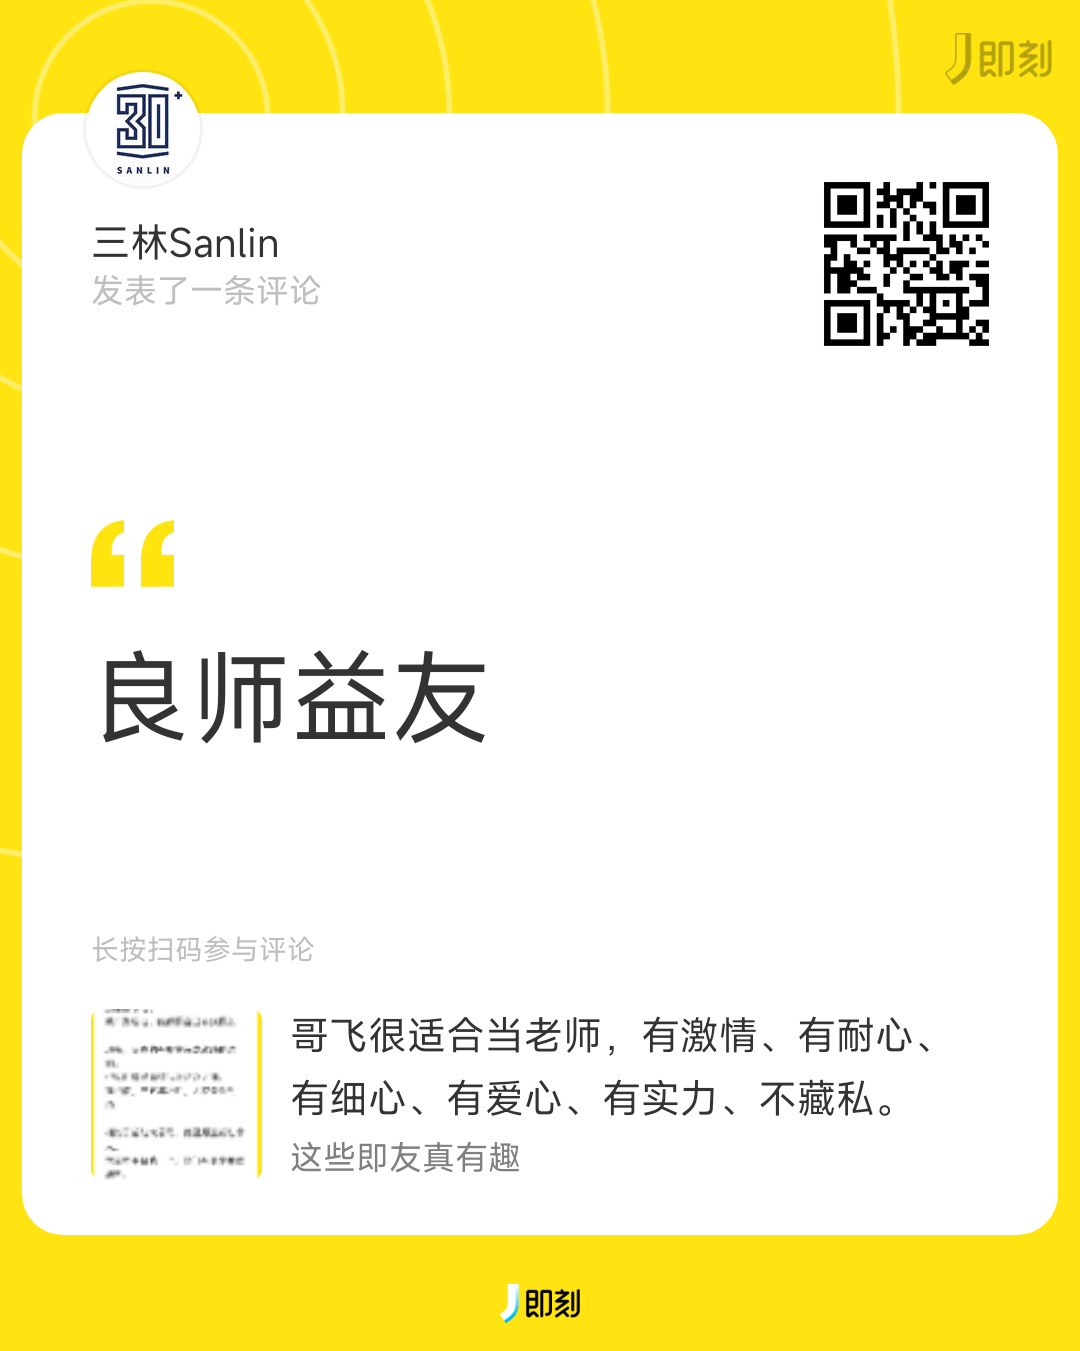 即刻
30+
SANLIN
三林Sanlin
发表了一条评论
良师益友
长按扫码参与评论
哥飞很适合当老师，有激情、有耐心、
有细心、有爱心、有实力、不藏私。
这些即友真有趣
即刻